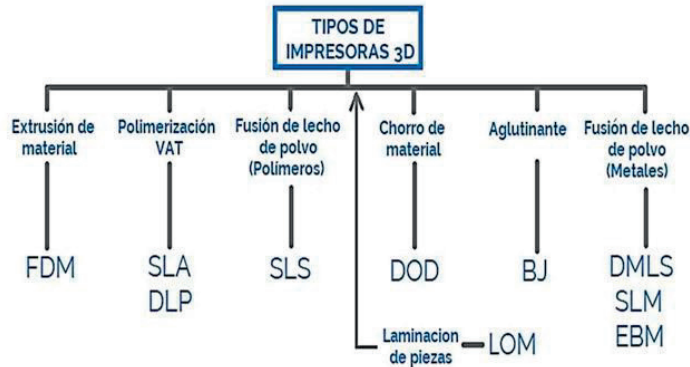 TIPOS DE
IMPRESORAS 3D
Extrusión de
material
FDM
Polimerización
VAT
SLA
DLP
Fusión de lecho
de polvo
(Polímeros)
SLS
Chorro de
material
DOD
Aglutinante
BJ
Fusión de lecho
de polvo
(Metales)
DMLS
SLM
EBM
Laminacion
de piezas
LOM